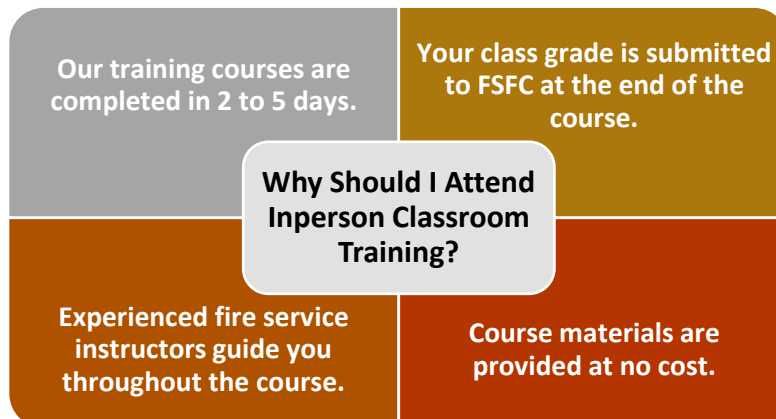 Our training courses are
completed in 2 to 5 days.
Your class grade is submitted
to FSFC at the end of the
course.
Why Should I Attend
Inperson Classroom
Training?
Experienced fire service
instructors guide you
throughout the course.
Course materials are
provided at no cost.